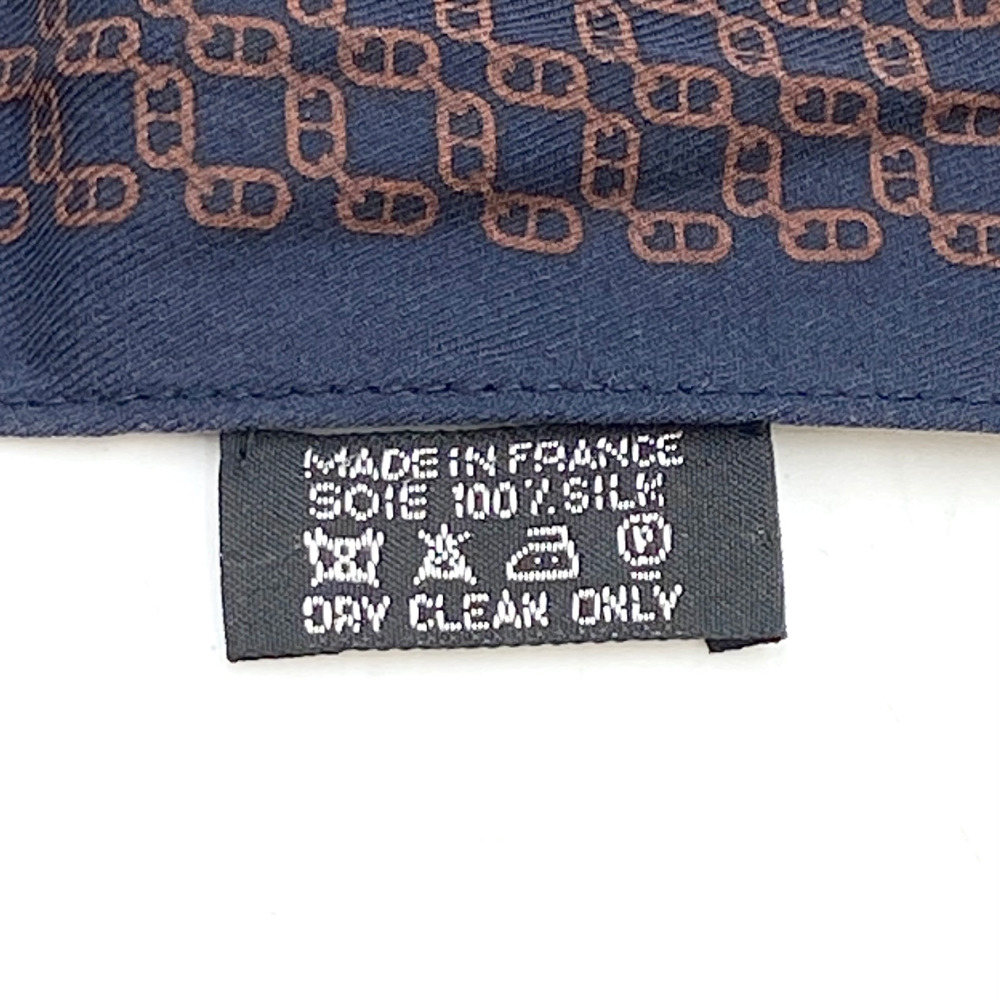 MADE IN FRANCE
SOIE 100% SILK
P
DRY CLEAN ONLY